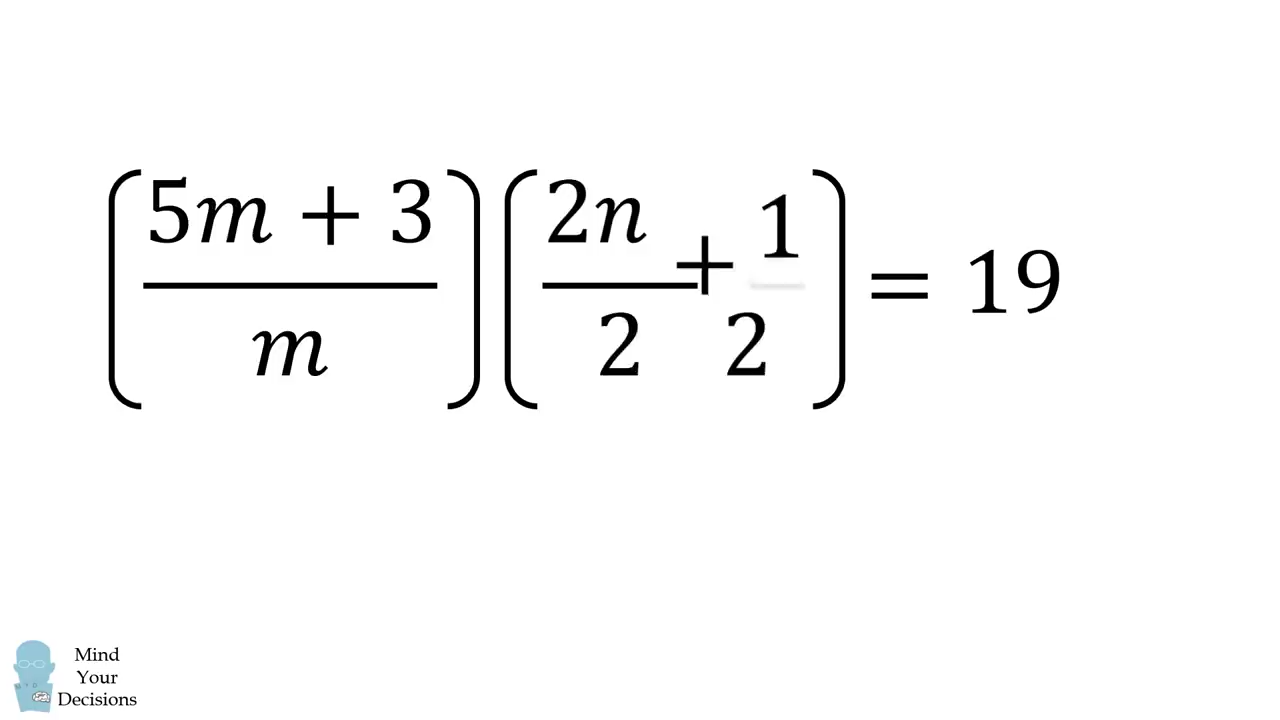 (5m + 3 / m) (2n / 2 + 1 / 2) = 19
Mind
Your
Decisions